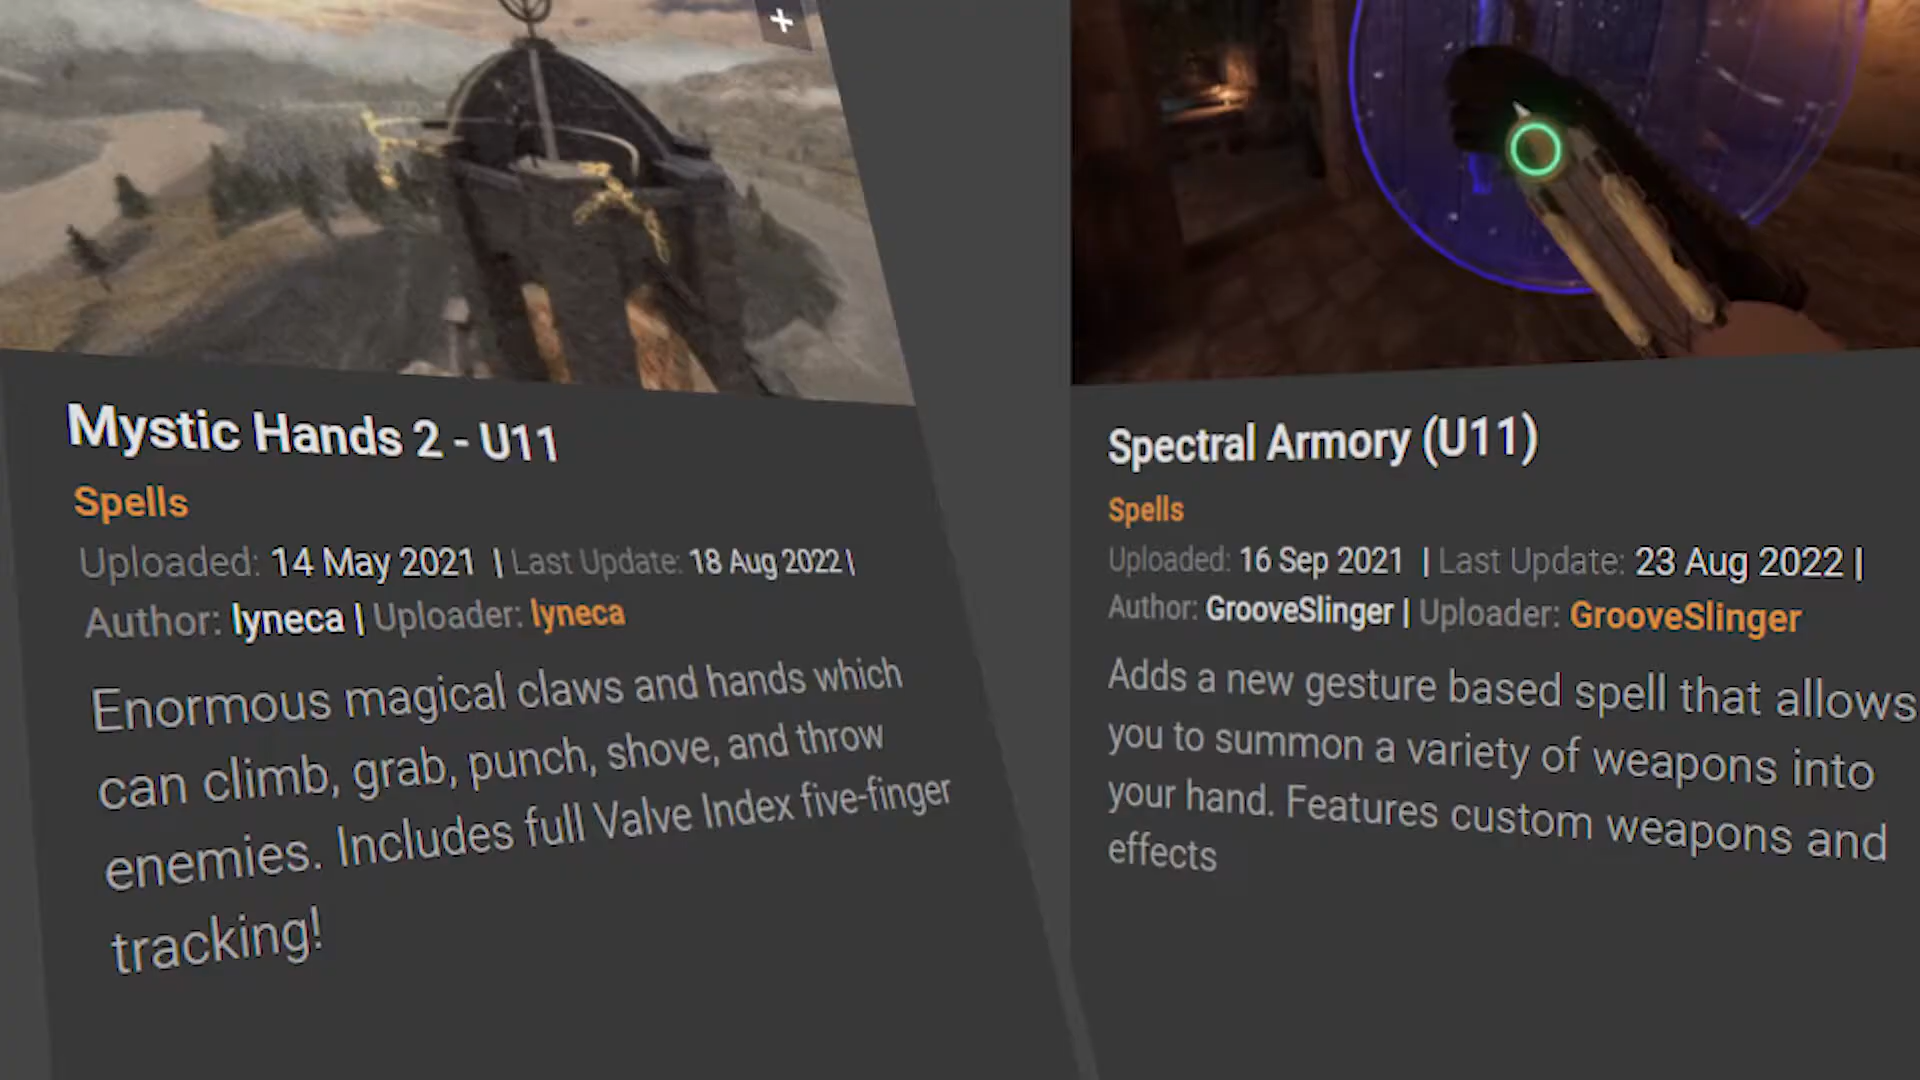 Mystic Hands 2 - U11
Spells
Uploaded: 14 May 2021 | Last Update: 18 Aug 2022 |
Author: lyneca | Uploader: lyneca
Enormous magical claws and hands which
can climb, grab, punch, shove, and throw
enemies. Includes full Valve Index five-finger
tracking!
Spectral Armory (U11)
Spells
Uploaded: 16 Sep 2021 | Last Update: 23 Aug 2022 |
Author: GrooveSlinger | Uploader: GrooveSlinger
Adds a new gesture based spell that allows
you to summon a variety of weapons into
your hand. Features custom weapons and
effects